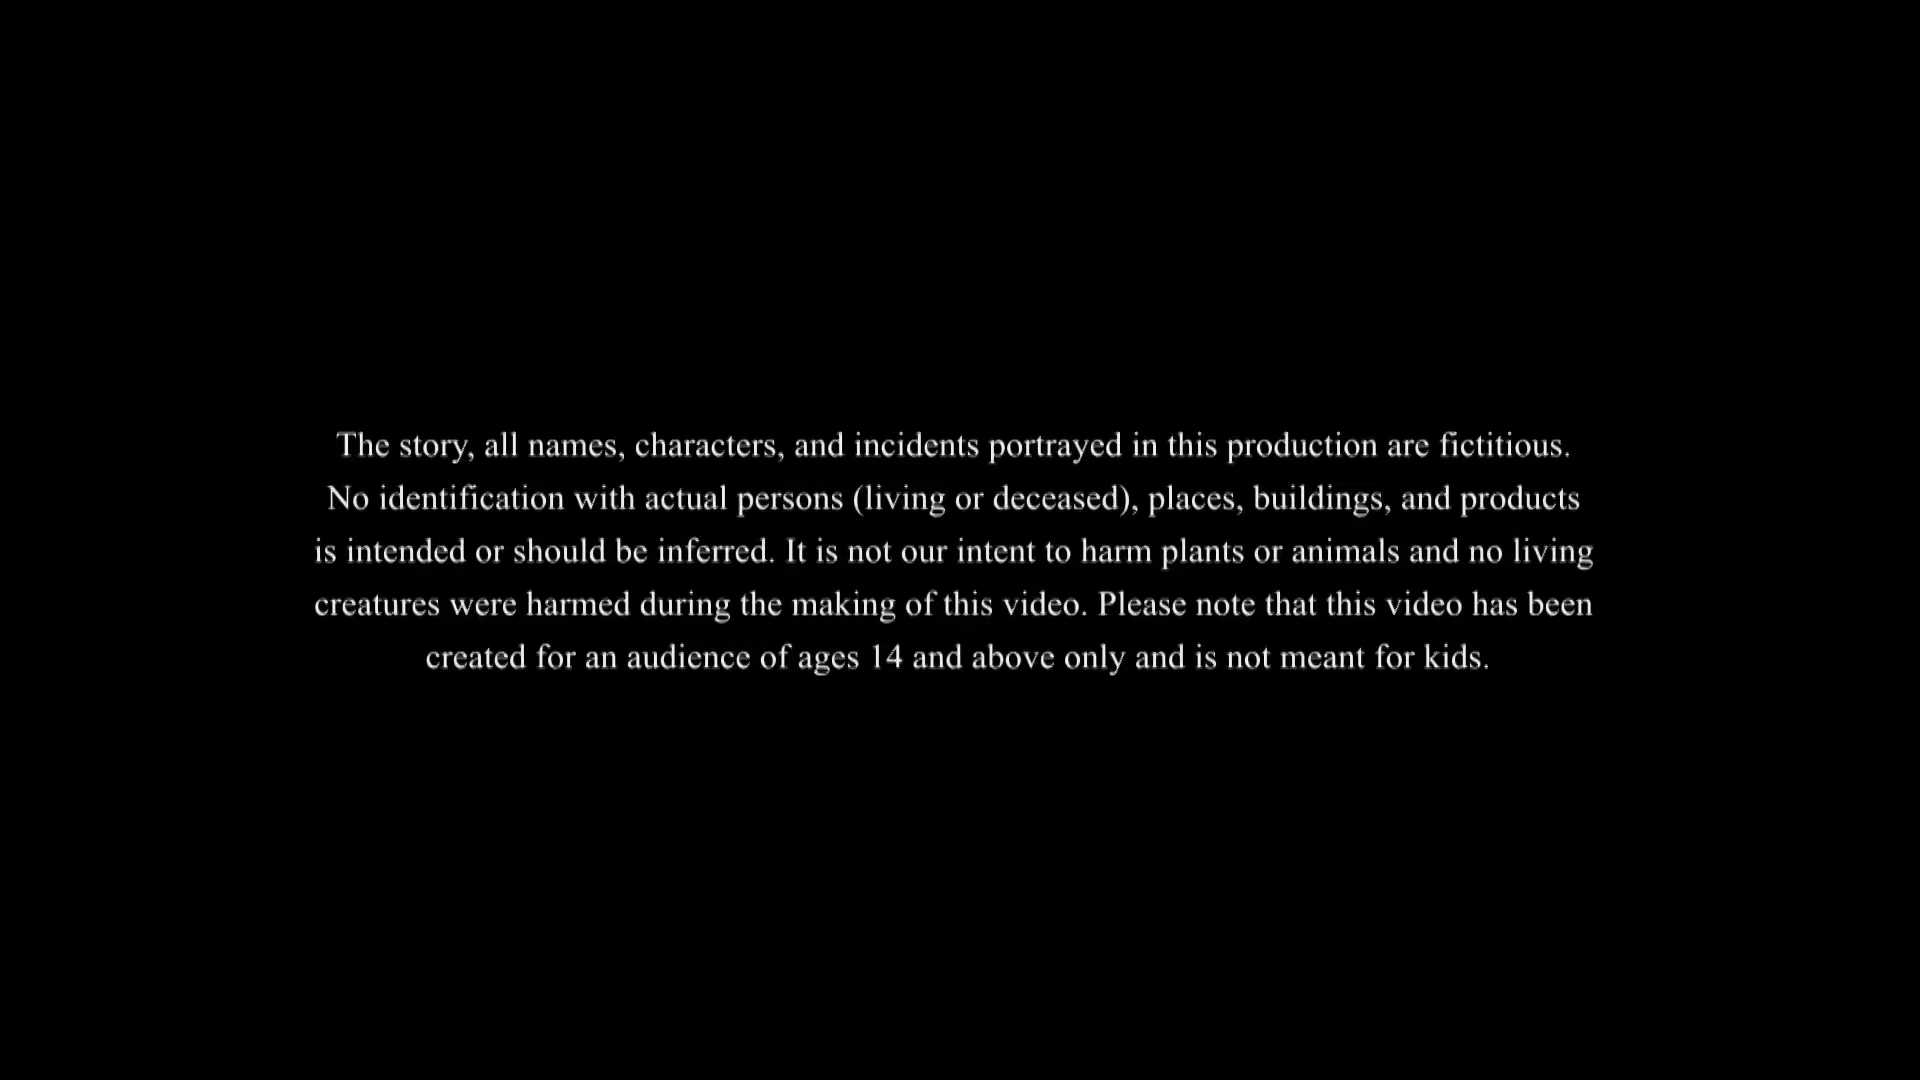 The story, all names, characters, and incidents portrayed in this production are fictitious.
No identification with actual persons (living or deceased), places, buildings, and products
is intended or should be inferred. It is not our intent to harm plants or animals and no living
creatures were harmed during the making of this video. Please note that this video has been
created for an audience of ages 14 and above only and is not meant for kids.